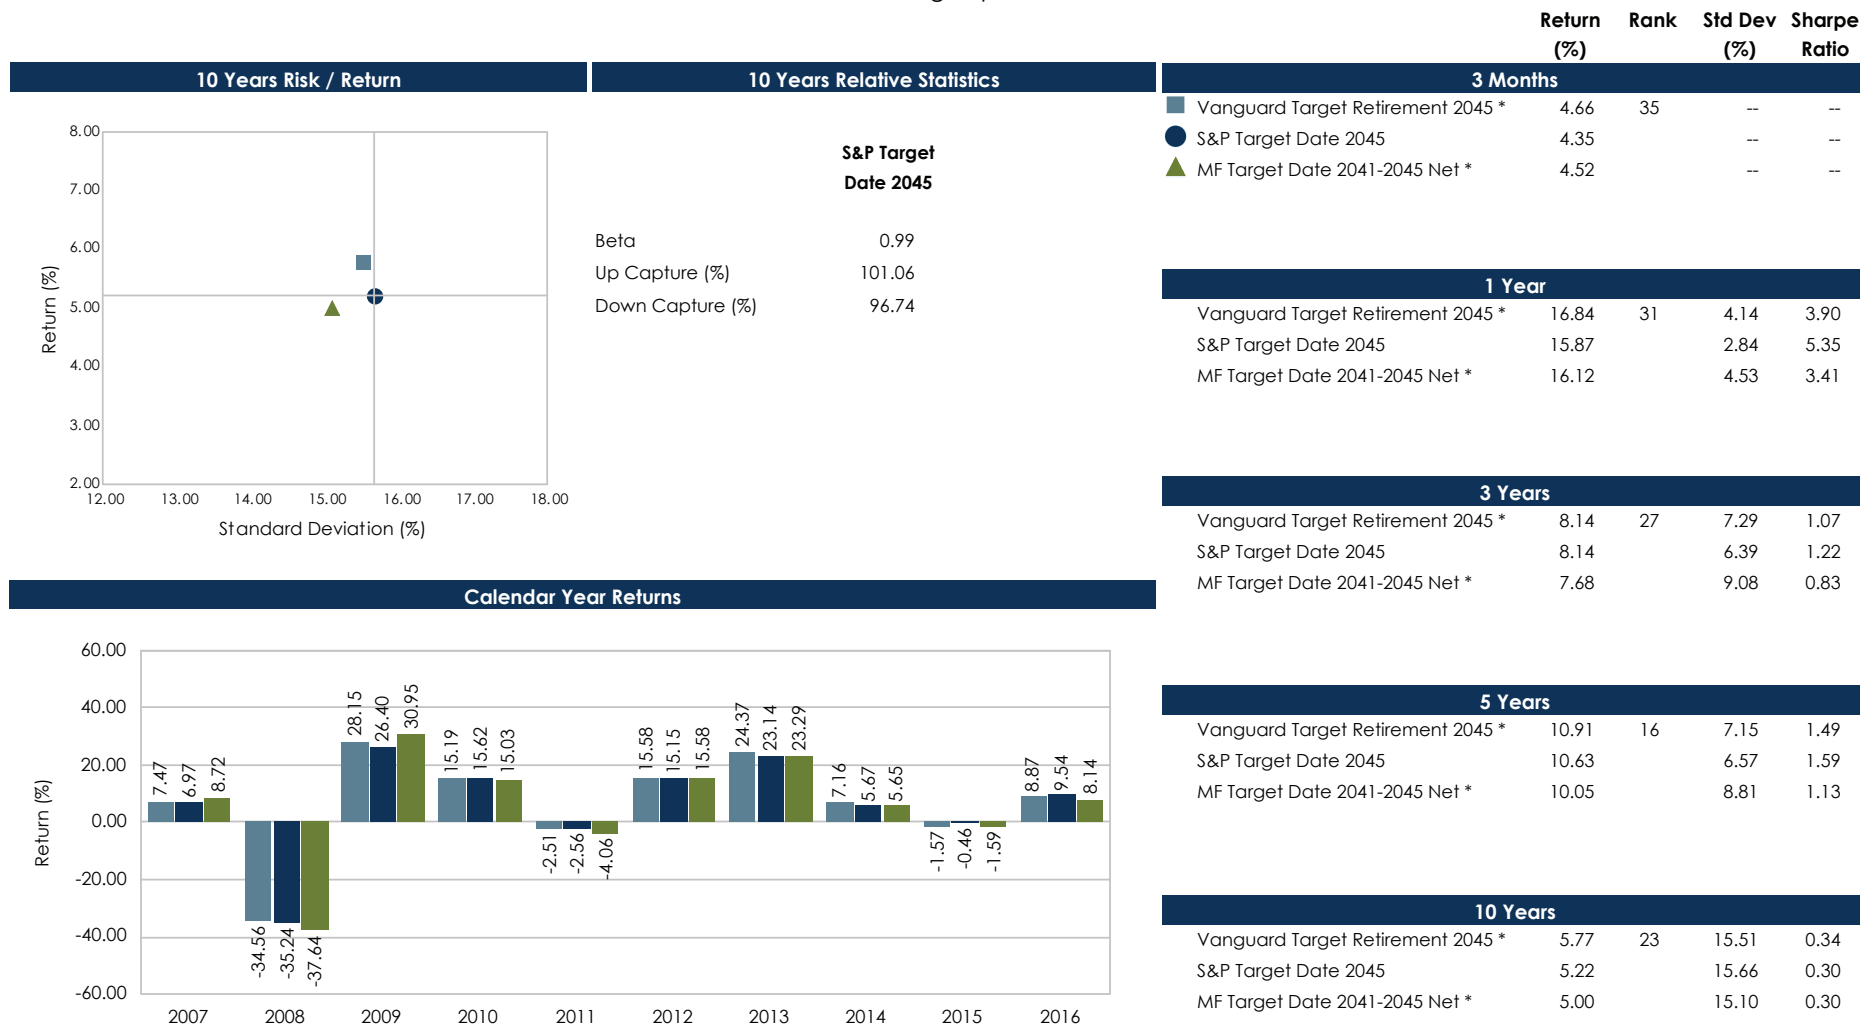 Return Rank Std Dev Sharpe
(%) (%) Ratio
10 Years Risk / Return
8.00
7.00
6.00
5.00
4.00
3.00
2.00
Return (%)
12.00 13.00 14.00 15.00 16.00 17.00 18.00
Standard Deviation (%)
10 Years Relative Statistics
S&P Target
Date 2045
Beta 0.99
Up Capture (%) 101.06
Down Capture (%) 96.74
3 Months
Vanguard Target Retirement 2045 * 4.66 35 -- --
S&P Target Date 2045 4.35 -- --
MF Target Date 2041-2045 Net * 4.52 -- --
1 Year
Vanguard Target Retirement 2045 * 16.84 31 4.14 3.90
S&P Target Date 2045 15.87 2.84 5.35
MF Target Date 2041-2045 Net * 16.12 4.53 3.41
3 Years
Vanguard Target Retirement 2045 * 8.14 27 7.29 1.07
S&P Target Date 2045 8.14 6.39 1.22
MF Target Date 2041-2045 Net * 7.68 9.08 0.83
5 Years
Vanguard Target Retirement 2045 * 10.91 16 7.15 1.49
S&P Target Date 2045 10.63 6.57 1.59
MF Target Date 2041-2045 Net * 10.05 8.81 1.13
10 Years
Vanguard Target Retirement 2045 * 5.77 23 15.51 0.34
S&P Target Date 2045 5.22 15.66 0.30
MF Target Date 2041-2045 Net * 5.00 15.10 0.30
Calendar Year Returns
60.00
40.00
20.00
0.00
-20.00
-40.00
-60.00
Return (%)
7.47 6.97 8.72
-34.56 -35.24 -37.64
28.15 26.40 30.95
15.19 15.62 15.03
-2.51 -2.56 -4.06
15.58 15.15 15.58
24.37 23.14 23.29
7.16 5.67 5.65
-1.57 -0.46 -1.59
8.87 9.54 8.14
2007 2008 2009 2010 2011 2012 2013 2014 2015 2016